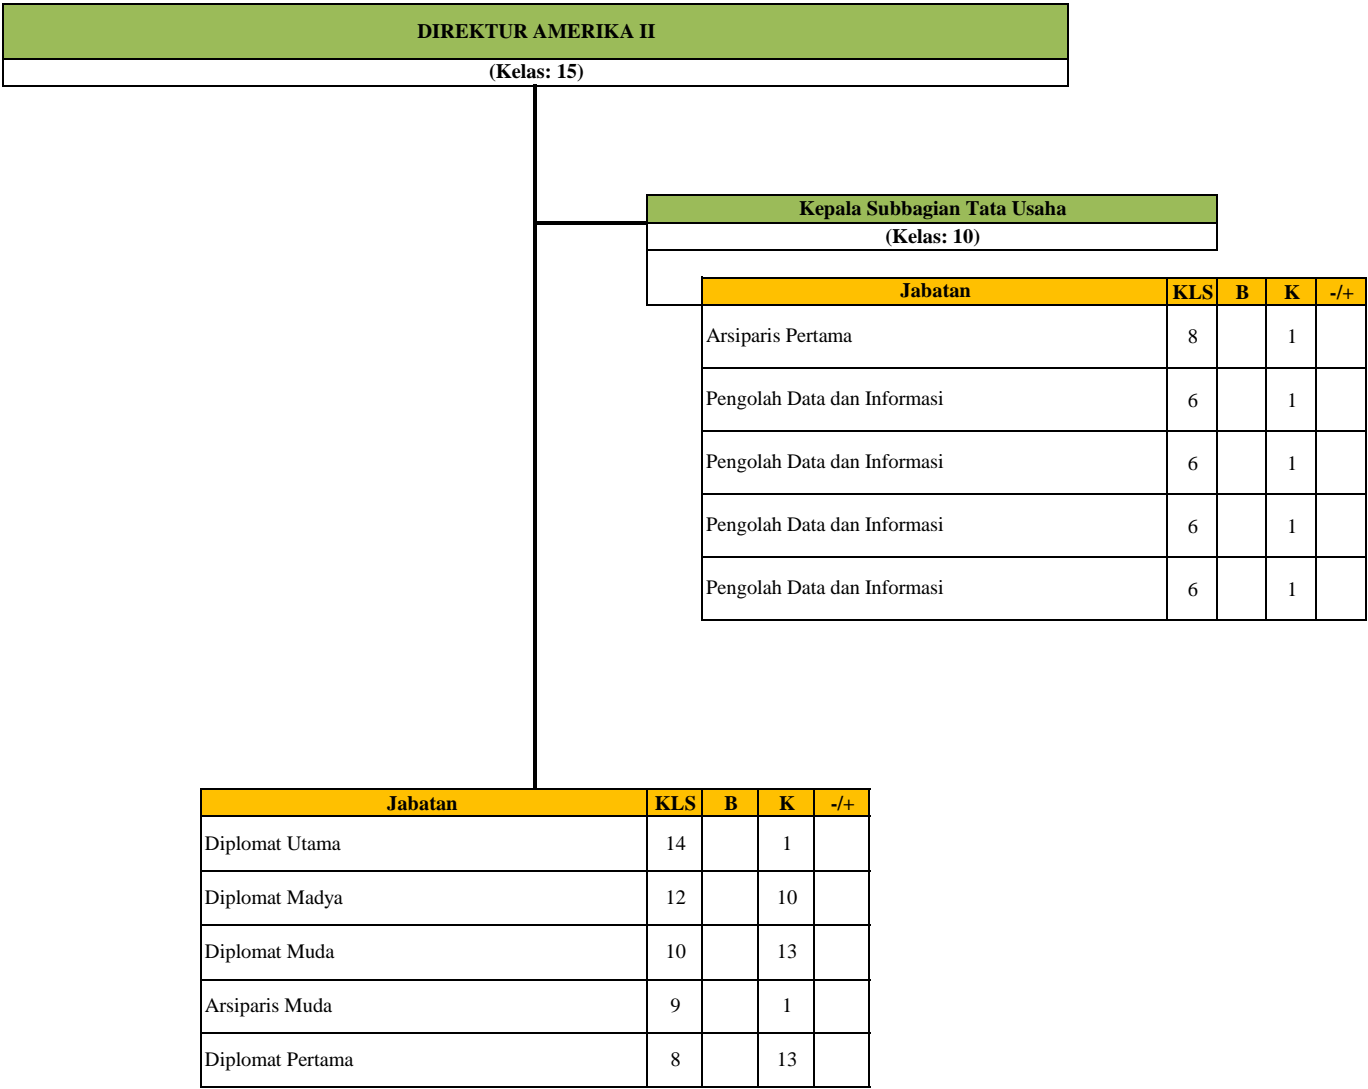 DIREKTUR AMERIKA II
(Kelas: 15)
Kepala Subbagian Tata Usaha
(Kelas: 10)
Jabatan KLS B K -/+
Arsiparis Pertama 8 1
Pengolah Data dan Informasi 6 1
Pengolah Data dan Informasi 6 1
Pengolah Data dan Informasi 6 1
Pengolah Data dan Informasi 6 1
Jabatan KLS B K -/+
Diplomat Utama 14 1
Diplomat Madya 12 10
Diplomat Muda 10 13
Arsiparis Muda 9 1
Diplomat Pertama 8 13